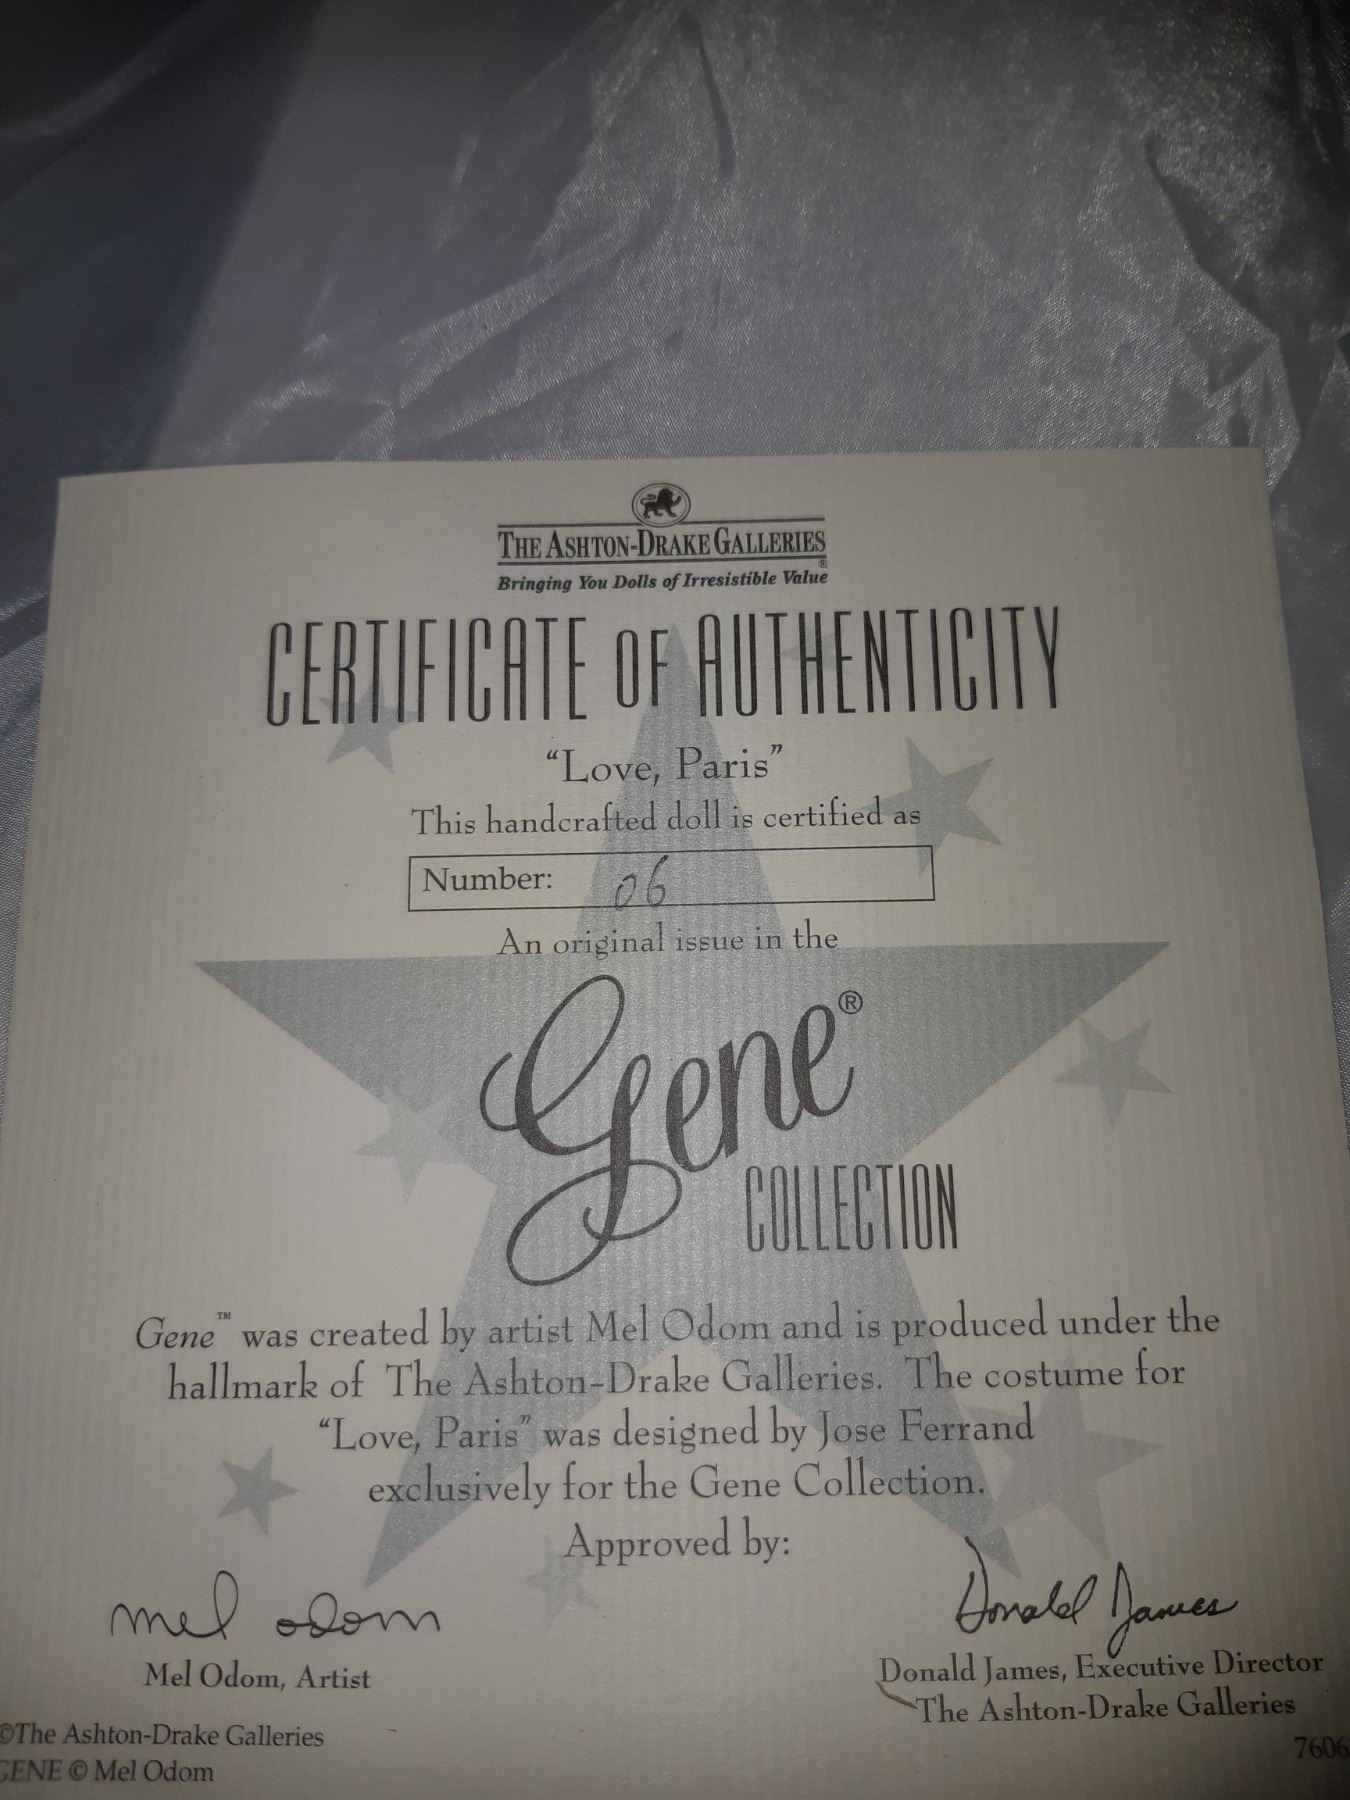 THE ASHTON-DRAKE GALLERIES®
Bringing You Dolls of Irresistible Value
CERTIFICATE OF AUTHENTICITY
“Love, Paris”
This handcrafted doll is certified as
Number: 06
An original issue in the
Gene®
COLLECTION
Gene™ was created by artist Mel Odom and is produced under the
hallmark of The Ashton-Drake Galleries. The costume for
“Love, Paris” was designed by Jose Ferrand
exclusively for the Gene Collection.
Approved by:
mel odom
Donald James
Mel Odom, Artist
Donald James, Executive Director
The Ashton-Drake Galleries
©The Ashton-Drake Galleries
GENE © Mel Odom
7606